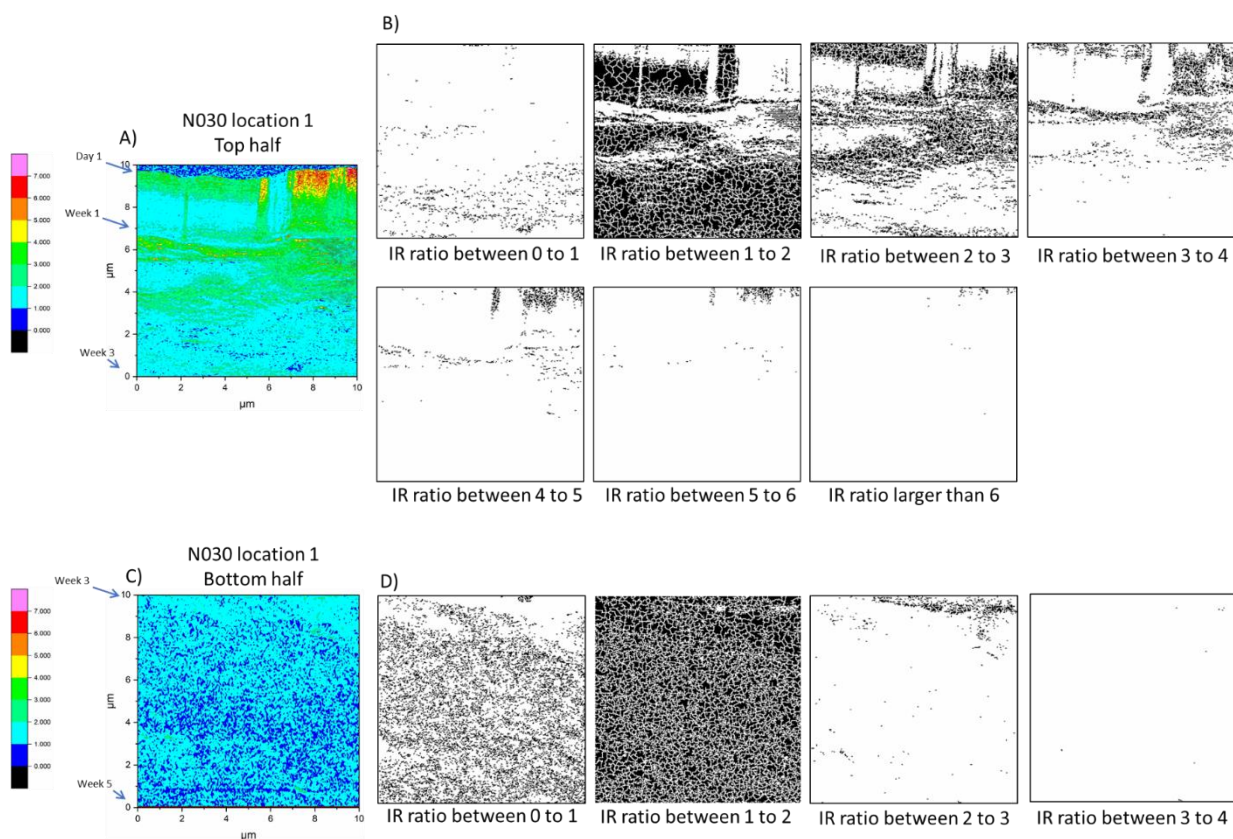 B)
IR ratio between 0 to 1
IR ratio between 1 to 2
IR ratio between 2 to 3
IR ratio between 3 to 4
N030 location 1
Top half
A)
Day 1
Week 1
Week 3
7.000
6.000
5.000
4.000
3.000
2.000
1.000
0.000
10
8
6
4
2
0
µm
0 2 4 6 8 10
µm
IR ratio between 4 to 5
IR ratio between 5 to 6
IR ratio larger than 6
N030 location 1
Bottom half
C)
Week 3
Week 5
7.000
6.000
5.000
4.000
3.000
2.000
1.000
0.000
10
8
6
4
2
0
µm
0 2 4 6 8 10
µm
D)
IR ratio between 0 to 1
IR ratio between 1 to 2
IR ratio between 2 to 3
IR ratio between 3 to 4